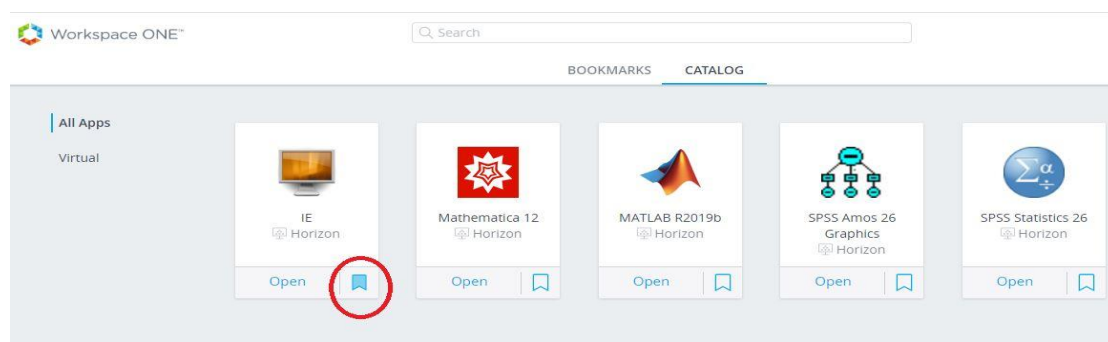 Workspace ONE™
Search
BOOKMARKS CATALOG
All Apps
Virtual
IE
Horizon
Open
Mathematica 12
Horizon
Open
MATLAB R2019b
Horizon
Open
SPSS Amos 26
Graphics
Horizon
Open
SPSS Statistics 26
Horizon
Open